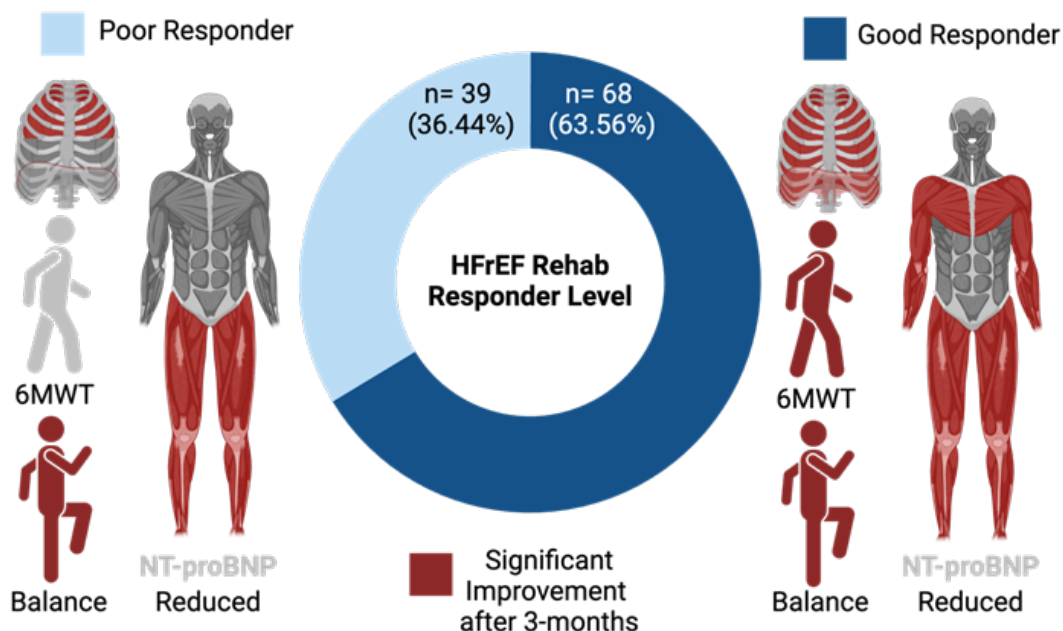 Poor Responder
Good Responder
n= 39
(36.44%)
n= 68
(63.56%)
HFrEF Rehab
Responder Level
6MWT
6MWT
Balance
NT-proBNP
Reduced
Significant
Improvement
after 3-months
Balance
NT-proBNP
Reduced